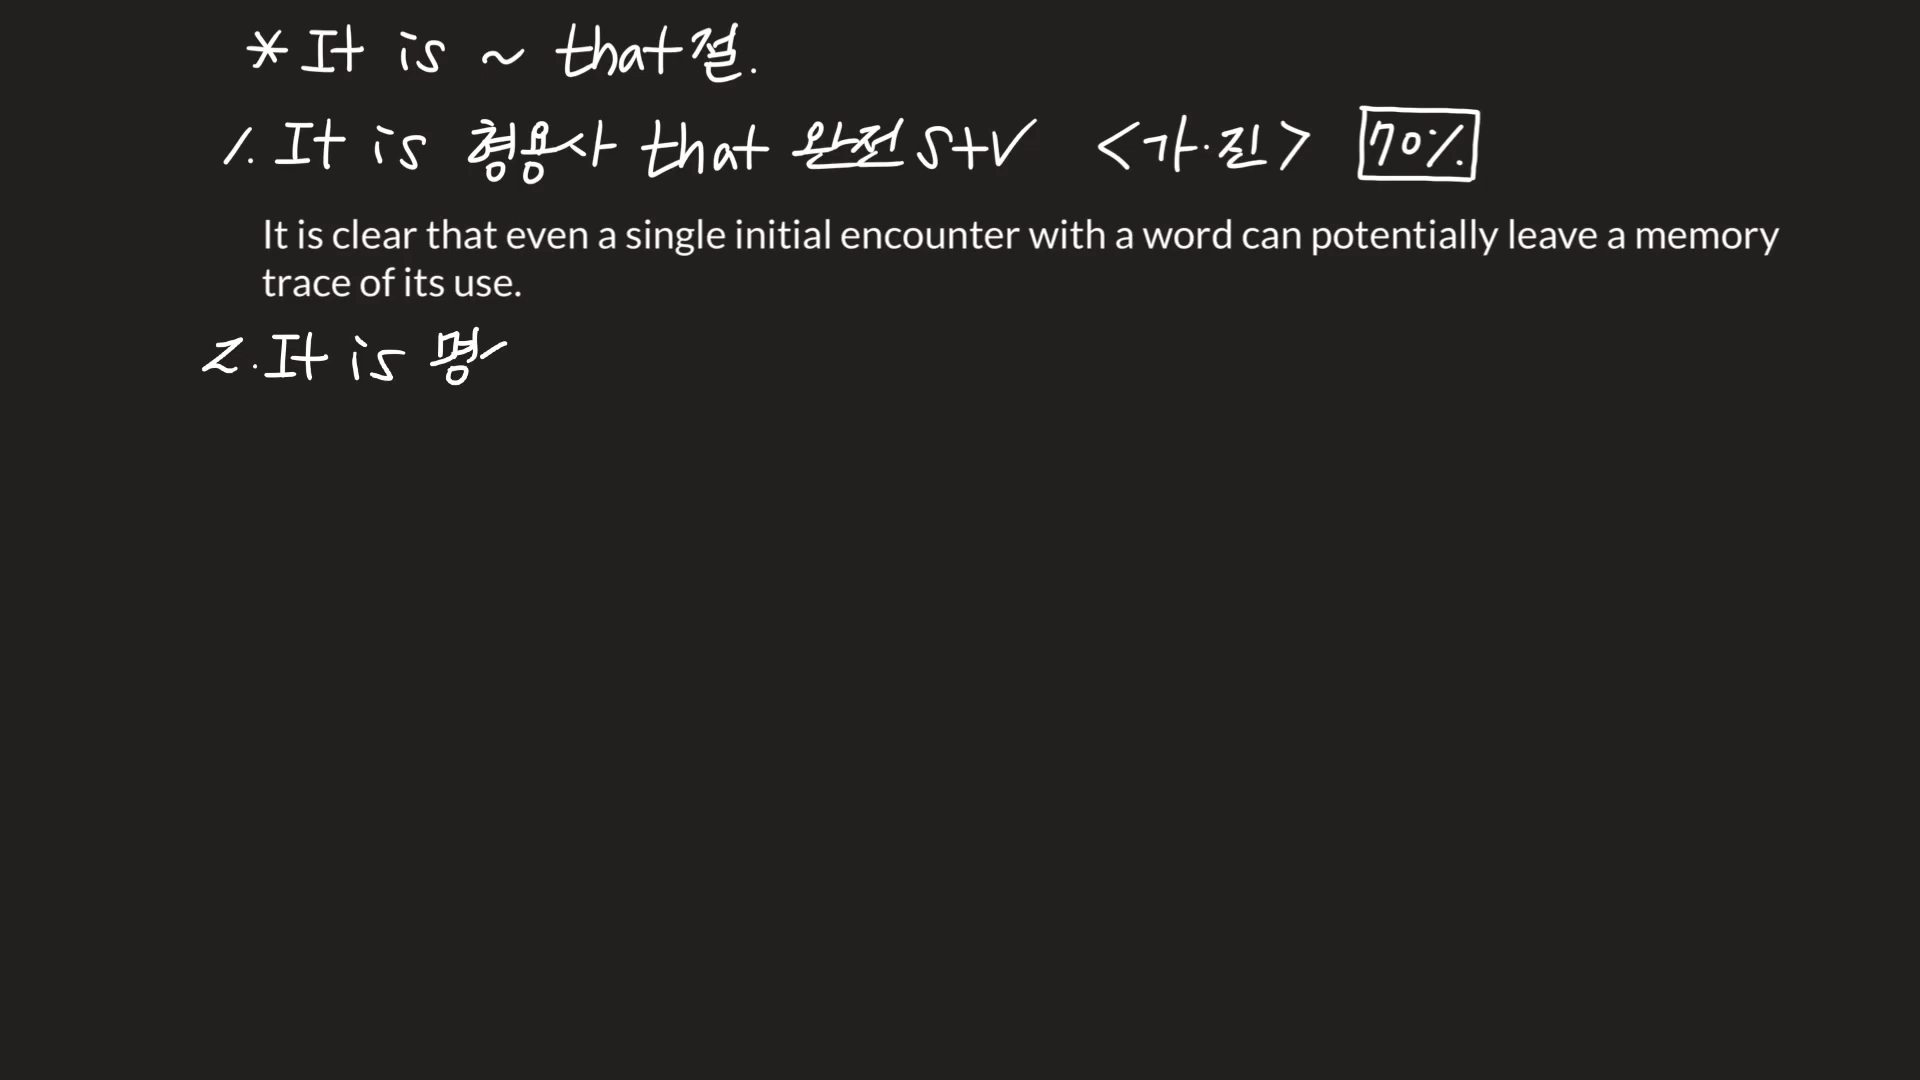 *It is ~ that절.
1. It is 형용사 that 완전 S+V <가·진> 70%
It is clear that even a single initial encounter with a word can potentially leave a memory
trace of its use.
2. It is 명